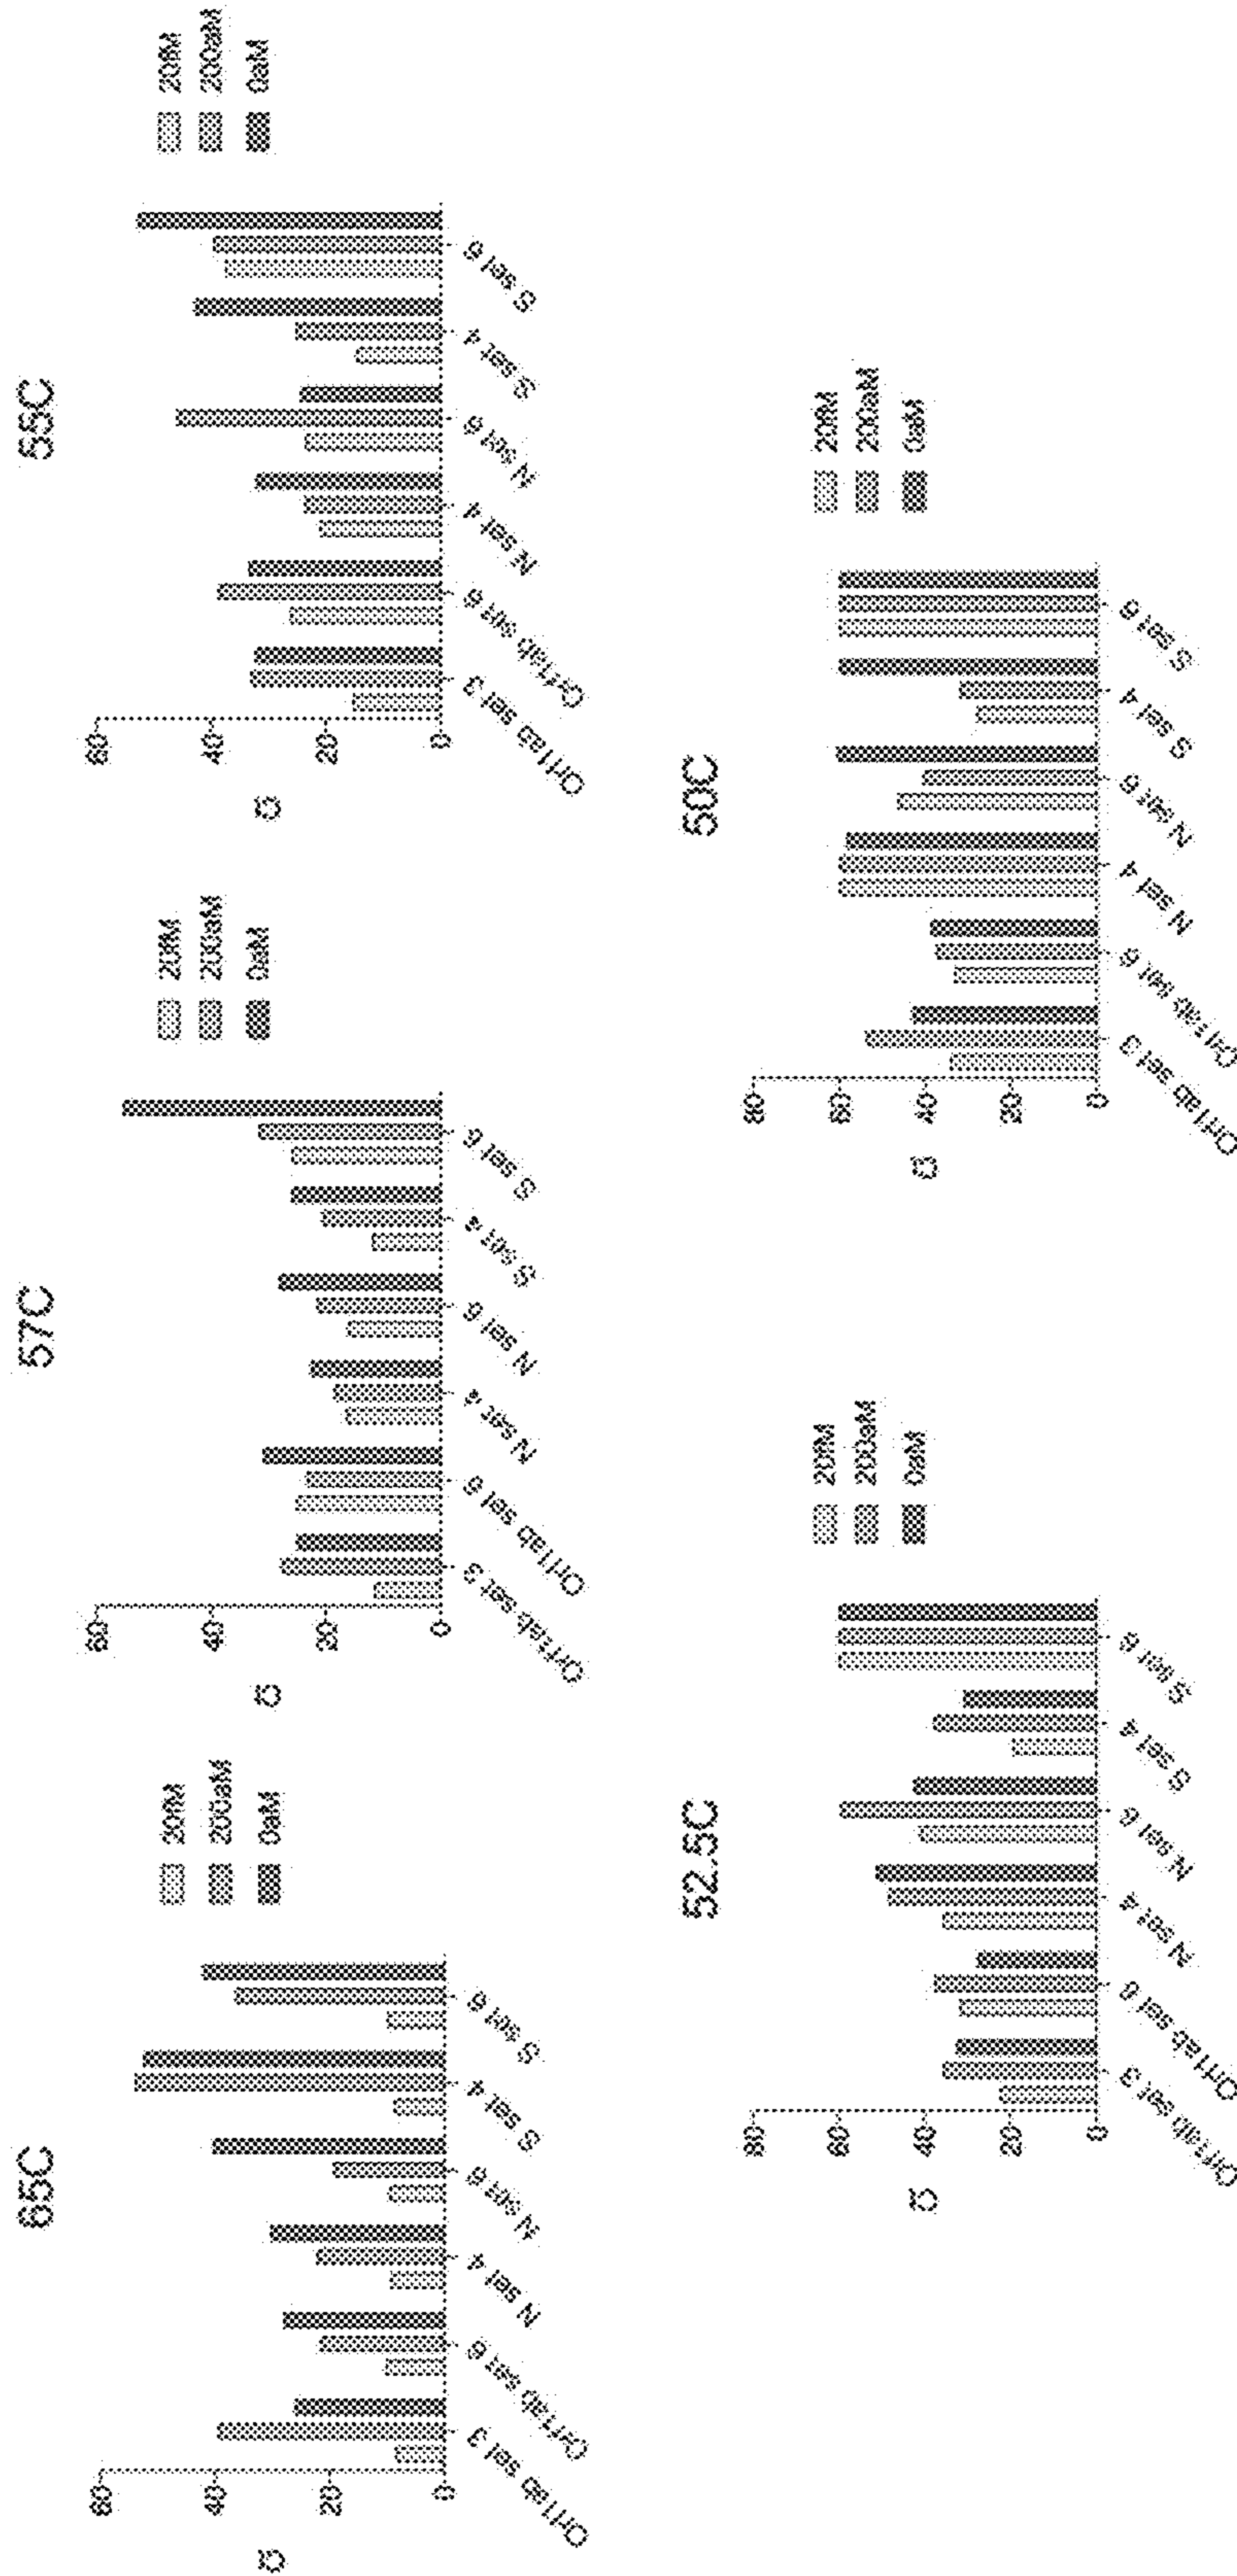 65C
60
40
20
0
Ct
Orf1ab set 3
Orf1ab set 6
N set 4
N set 6
S set 4
S set 6
20fM
200aM
0aM
57C
60
40
20
0
Ct
Orf1ab set 3
Orf1ab set 6
N set 4
N set 6
S set 4
S set 6
20fM
200aM
0aM
55C
60
40
20
0
Ct
Orf1ab set 3
Orf1ab set 6
N set 4
N set 6
S set 4
S set 6
20fM
200aM
0aM
52.5C
80
60
40
20
0
Ct
Orf1ab set 3
Orf1ab set 6
N set 4
N set 6
S set 4
S set 6
20fM
200aM
0aM
50C
80
60
40
20
0
Ct
Orf1ab set 3
Orf1ab set 6
N set 4
N set 6
S set 4
S set 6
20fM
200aM
0aM